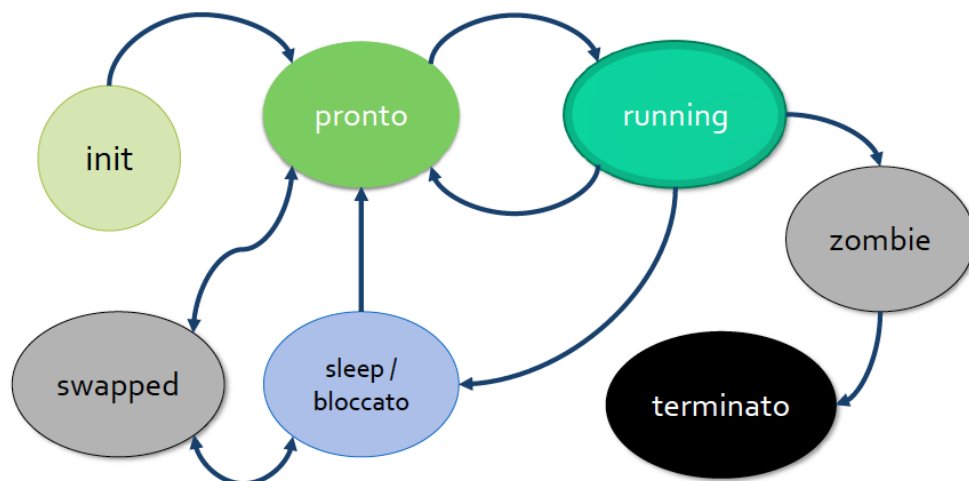 init
pronto
running
zombie
swapped
sleep /
bloccato
terminato